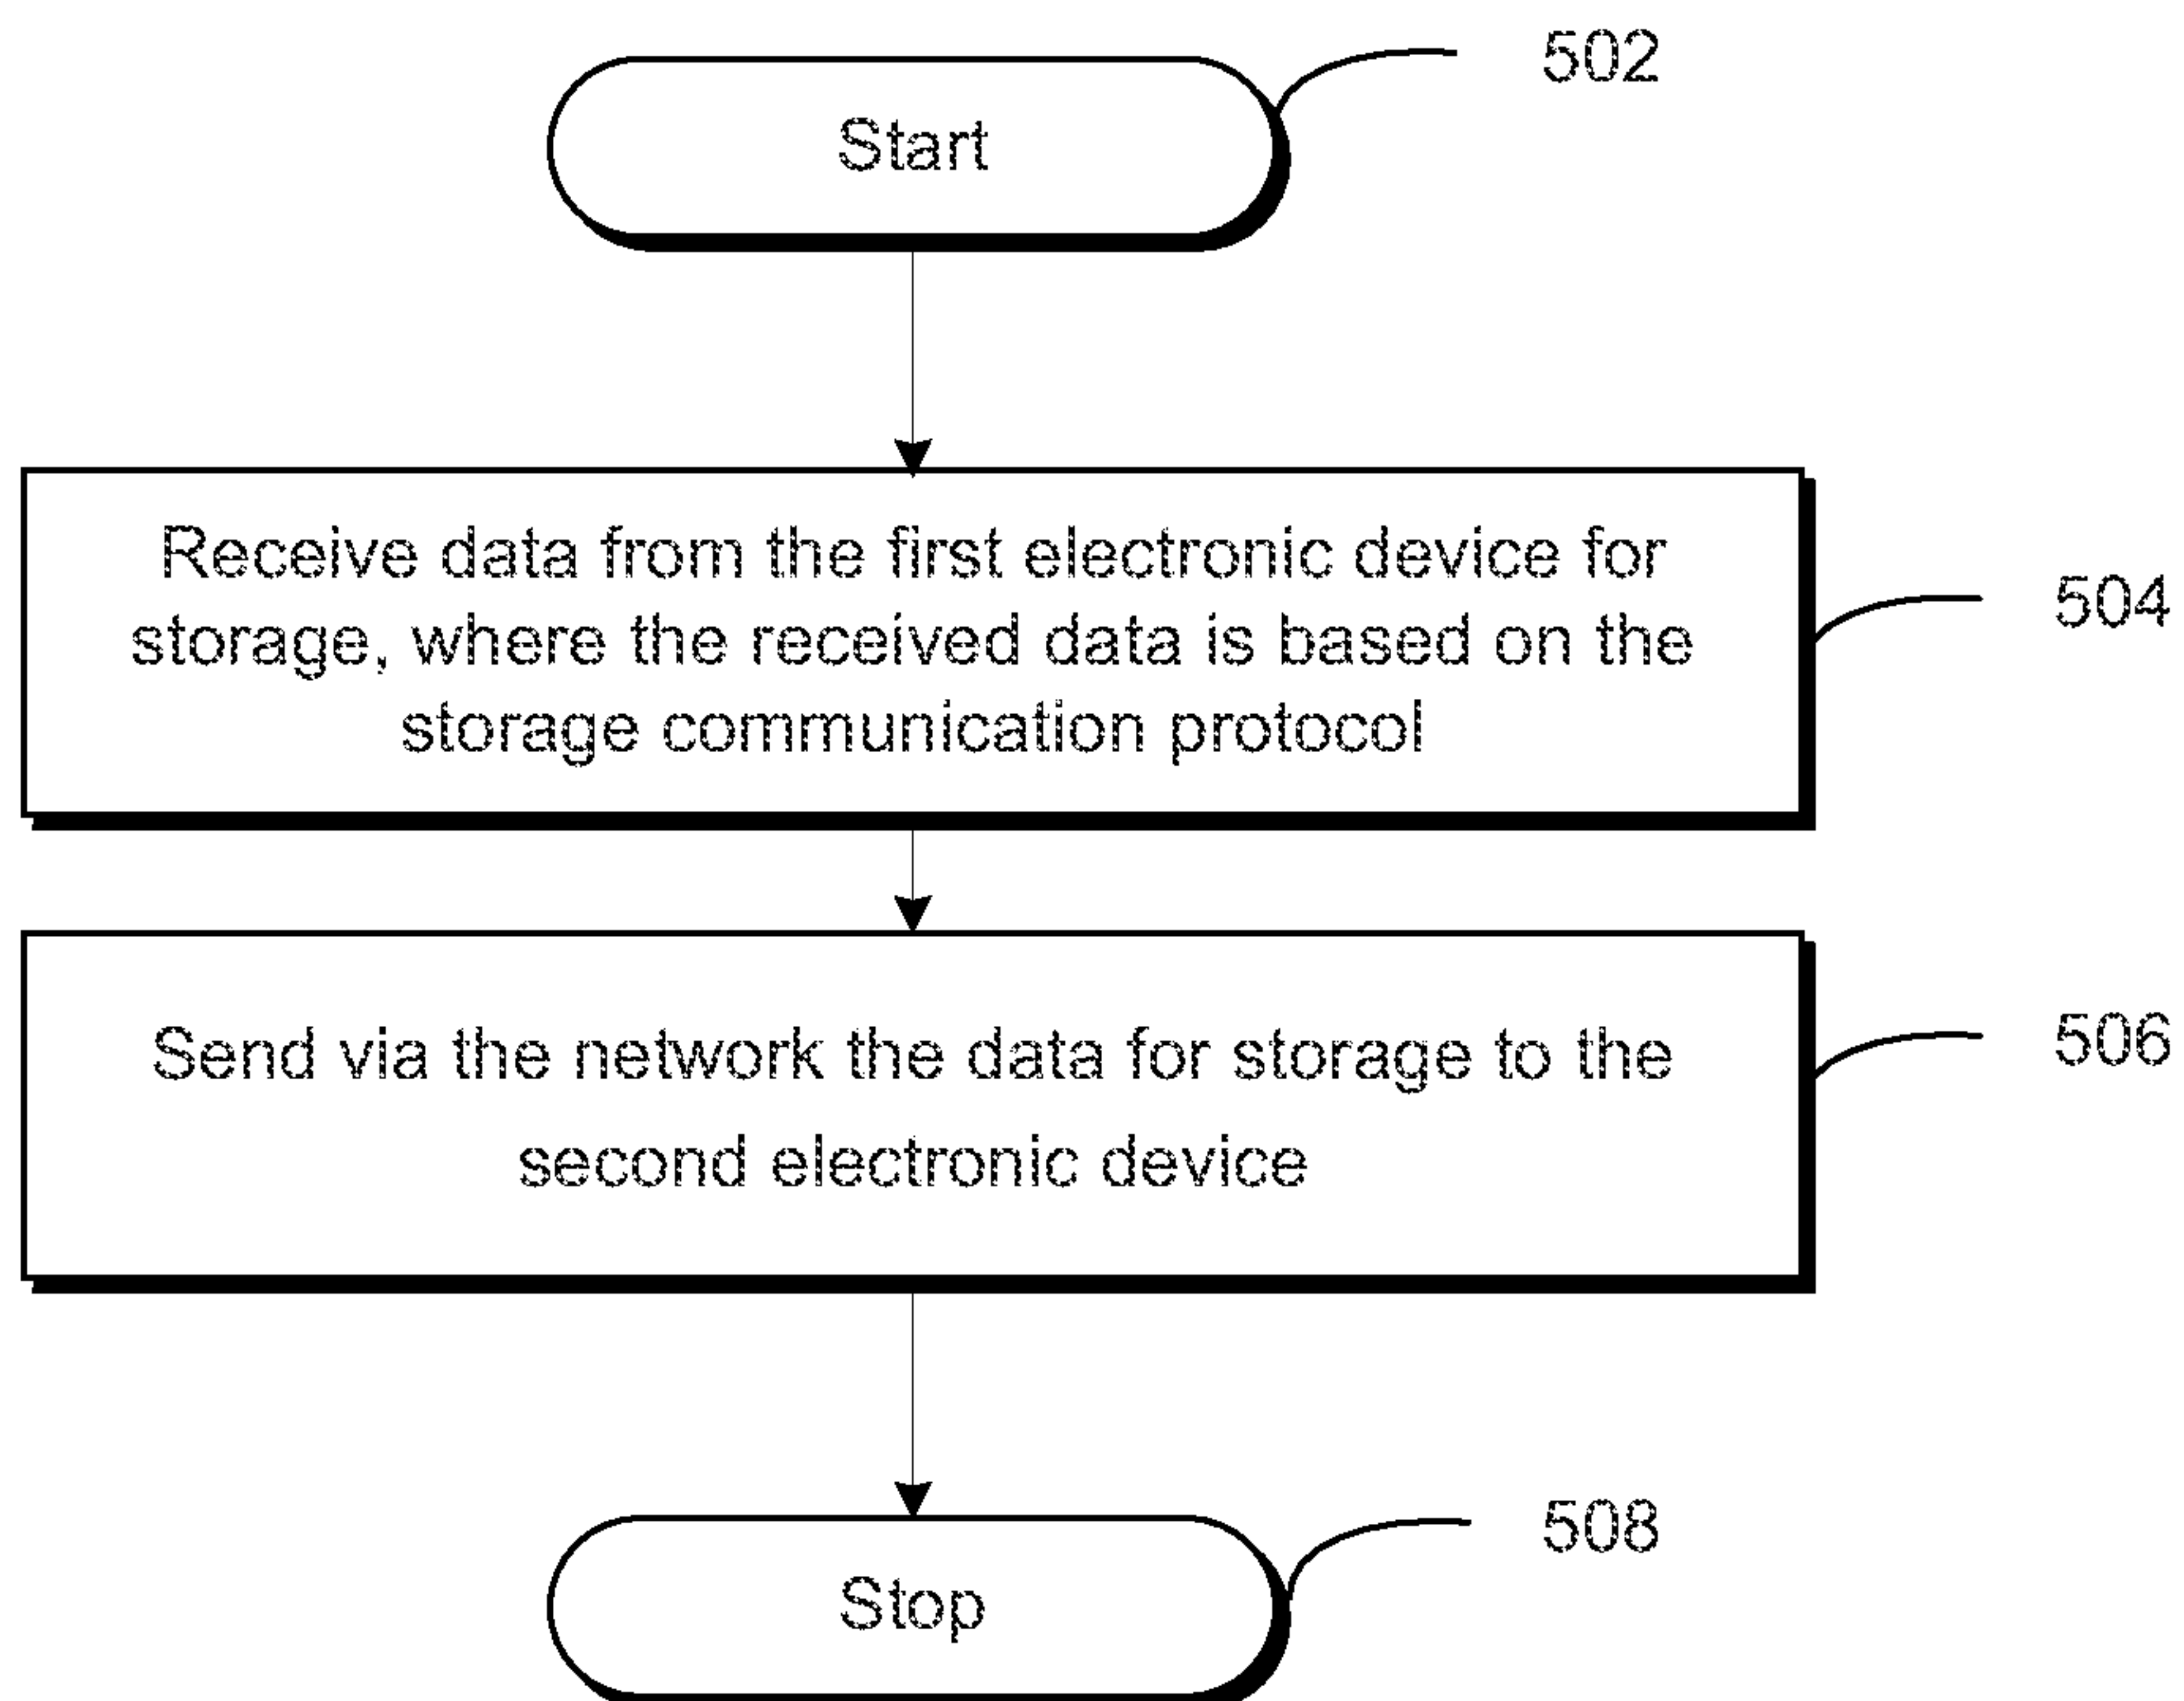 502
Start
Receive data from the first electronic device for
storage, where the received data is based on the
storage communication protocol
504
Send via the network the data for storage to the
second electronic device
506
508
Stop